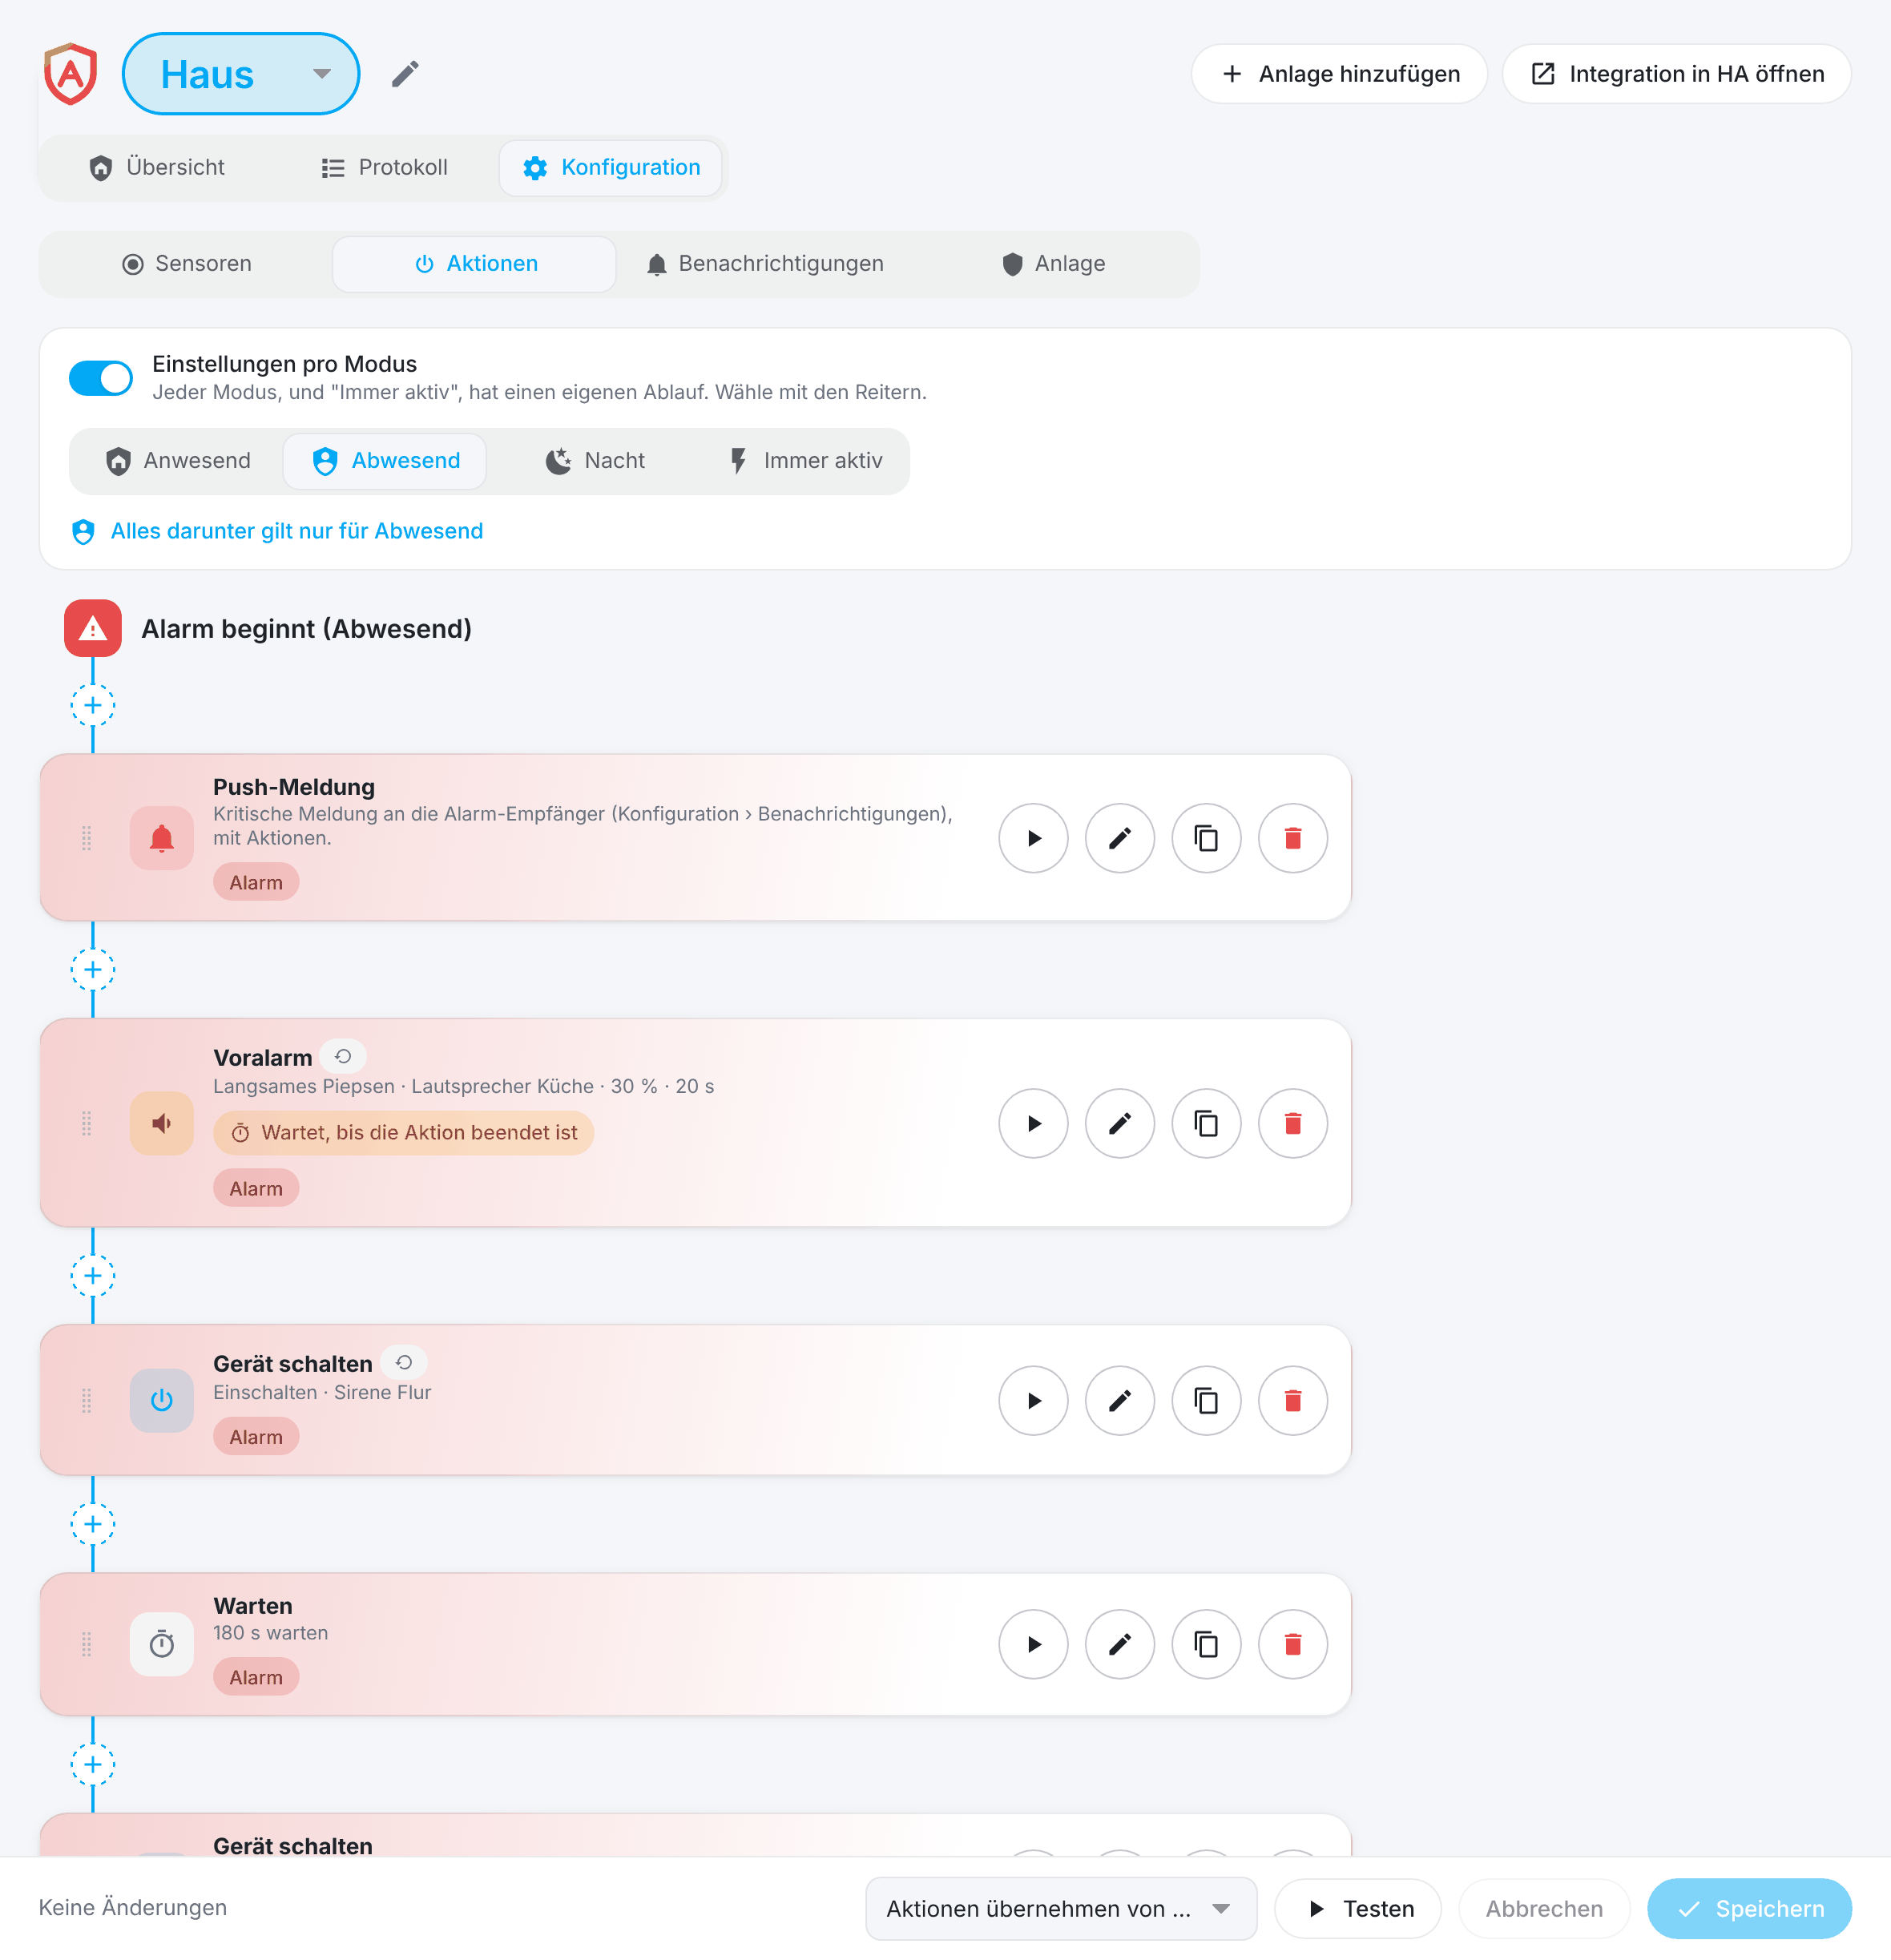 Haus
Anlage hinzufügen
Integration in HA öffnen
Übersicht
Protokoll
Konfiguration
Sensoren
Aktionen
Benachrichtigungen
Anlage
Einstellungen pro Modus
Jeder Modus, und "Immer aktiv", hat einen eigenen Ablauf. Wähle mit den Reitern.
Anwesend
Abwesend
Nacht
Immer aktiv
Alles darunter gilt nur für Abwesend
Alarm beginnt (Abwesend)
Push-Meldung
Kritische Meldung an die Alarm-Empfänger (Konfiguration › Benachrichtigungen),
mit Aktionen.
Alarm
Voralarm
Langsames Piepsen · Lautsprecher Küche · 30 % · 20 s
Wartet, bis die Aktion beendet ist
Alarm
Gerät schalten
Einschalten · Sirene Flur
Alarm
Warten
180 s warten
Alarm
Gerät schalten
Keine Änderungen
Aktionen übernehmen von ...
Testen
Abbrechen
Speichern